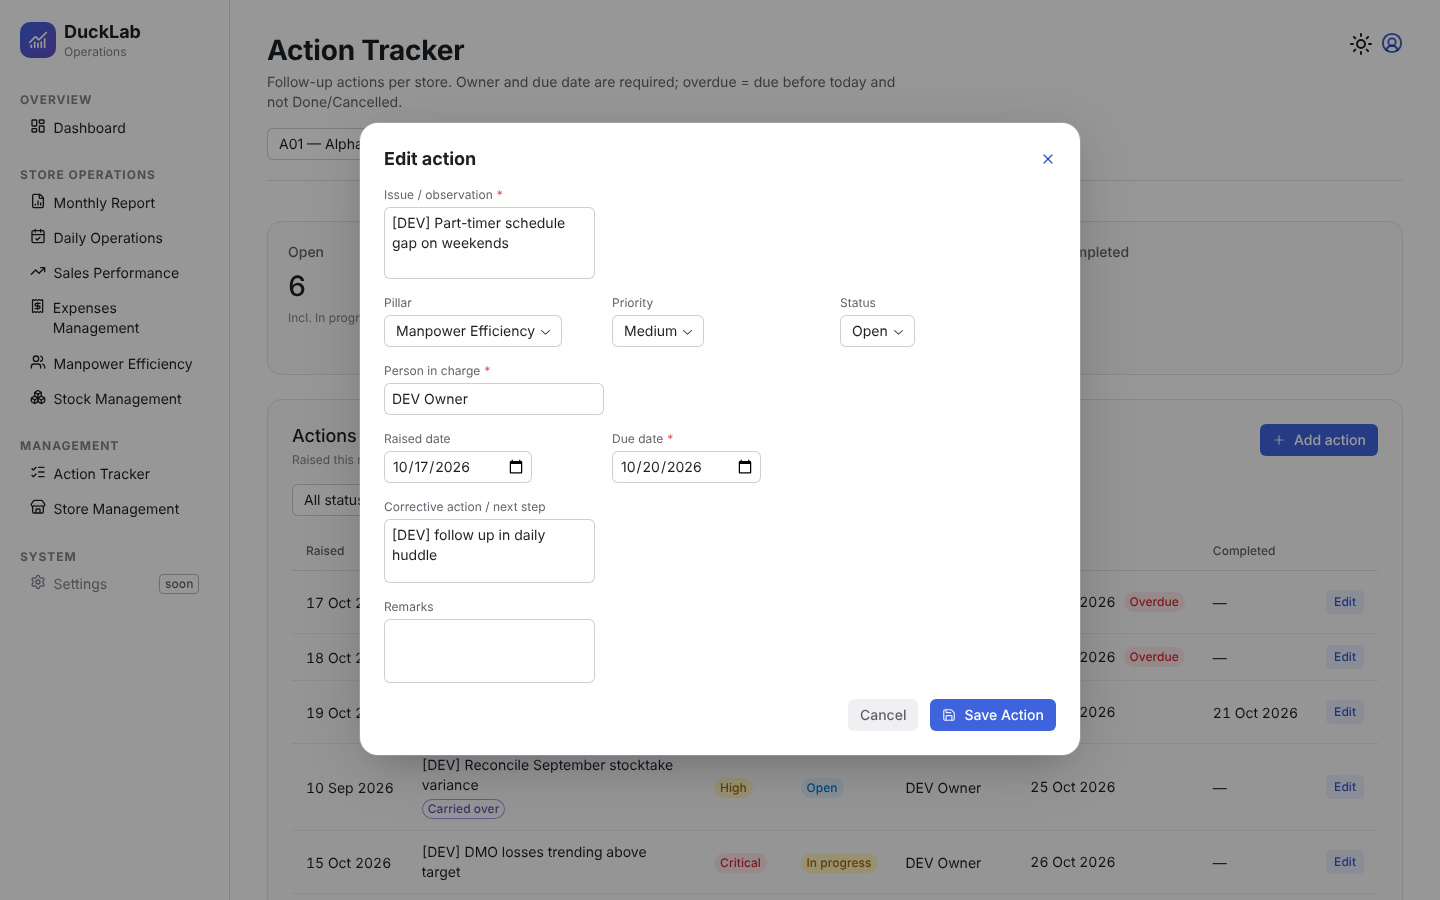 DuckLab
Operations
OVERVIEW
Dashboard
STORE OPERATIONS
Monthly Report
Daily Operations
Sales Performance
Expenses
Management
Manpower Efficiency
Stock Management
MANAGEMENT
Action Tracker
Store Management
SYSTEM
Settings soon
Action Tracker
Follow-up actions per store. Owner and due date are required; overdue = due before today and
not Done/Cancelled.
A01 — Alpha
Open
6
Incl. In progr
Actions
Raised this
All status
Add action
Raised
Completed
17 Oct 2
2026 Overdue — Edit
18 Oct 2
2026 Overdue — Edit
19 Oct 2
2026 21 Oct 2026 Edit
[DEV] Reconcile September stocktake
variance
10 Sep 2026 High Open DEV Owner 25 Oct 2026 — Edit
Carried over
[DEV] DMO losses trending above
target
15 Oct 2026 Critical In progress DEV Owner 26 Oct 2026 — Edit
Edit action
Issue / observation *
[DEV] Part-timer schedule
gap on weekends
Pillar Priority Status
Manpower Efficiency Medium Open
Person in charge *
DEV Owner
Raised date Due date *
10/17/2026 10/20/2026
Corrective action / next step
[DEV] follow up in daily
huddle
Remarks
Cancel Save Action